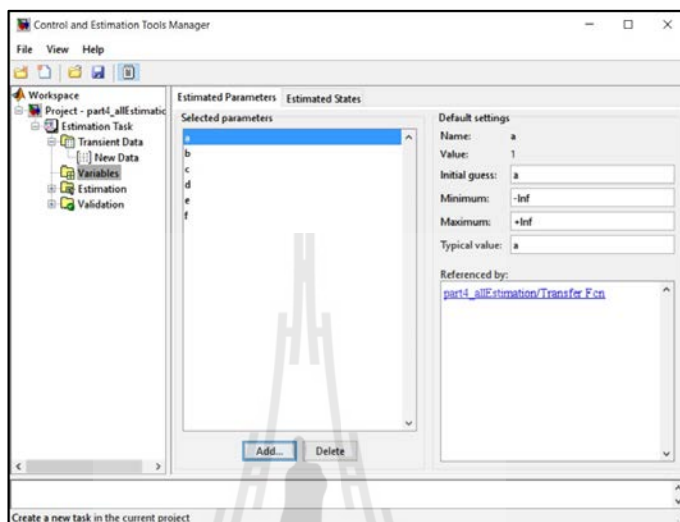 Control and Estimation Tools Manager
File View Help
Workspace
Project - part4_allEstimatic
Estimation Task
Transient Data
New Data
Variables
Estimation
Validation
Estimated Parameters Estimated States
Selected parameters
a
b
c
d
e
f
Add... Delete
Default settings
Name: a
Value: 1
Initial guess: a
Minimum: -Inf
Maximum: +Inf
Typical value: a
Referenced by:
part4_allEstimation/Transfer Fcn
Create a new task in the current project